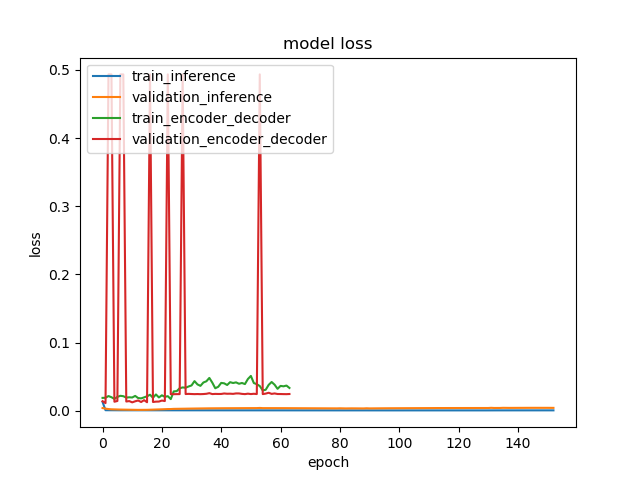 model loss
train_inference
validation_inference
train_encoder_decoder
validation_encoder_decoder
0.5
0.4
0.3
0.2
0.1
0.0
loss
0 20 40 60 80 100 120 140
epoch